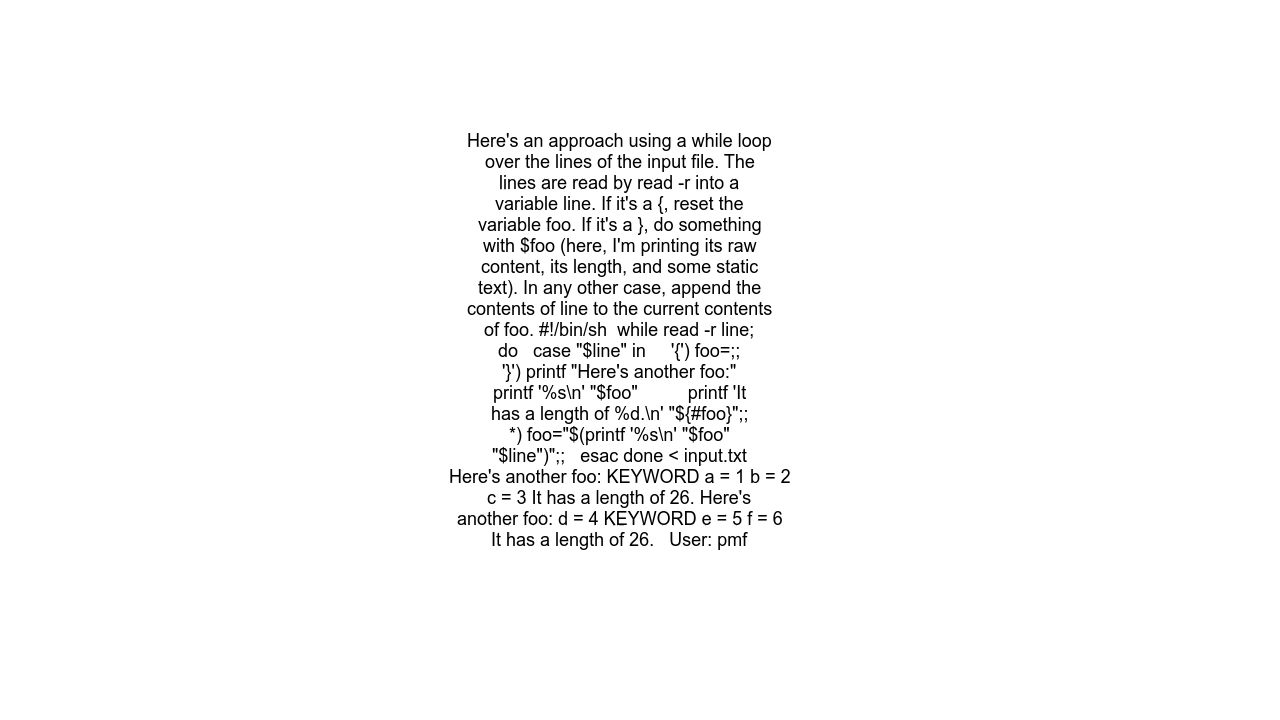 Here's an approach using a while loop
over the lines of the input file. The
lines are read by read -r into a
variable line. If it's a {, reset the
variable foo. If it's a }, do something
with $foo (here, I'm printing its raw
content, its length, and some static
text). In any other case, append the
contents of line to the current contents
of foo. #!/bin/sh  while read -r line;
do   case "$line" in     '{') foo=;;
'}') printf "Here's another foo:"
printf '%s\n' "$foo"          printf 'It
has a length of %d.\n' "${#foo}";;
*) foo="$(printf '%s\n' "$foo"
"$line")";;   esac done < input.txt
Here's another foo: KEYWORD a = 1 b = 2
c = 3 It has a length of 26. Here's
another foo: d = 4 KEYWORD e = 5 f = 6
It has a length of 26.   User: pmf